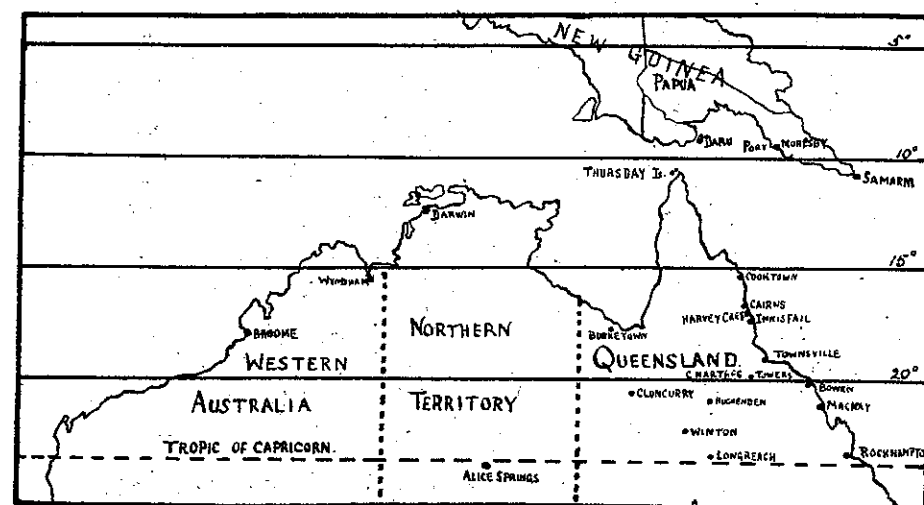 NEW GUINEA
5°
PAPUA
DARU
PORT MORESBY
10°
SAMARAI
THURSDAY Is.
DARWIN
15°
WYNDHAM
COOKTOWN
CAIRNS
HARVEY CREEK
INNISFAIL
BROOME
NORTHERN
BURKETOWN
WESTERN
QUEENSLAND.
TOWNSVILLE
CHARTERS TOWERS
20°
BOWEN
AUSTRALIA
TERRITORY
CLONCURRY
HUGHENDEN
MACKAY
WINTON
TROPIC OF CAPRICORN.
LONGREACH
ROCKHAMPTO
ALICE SPRINGS